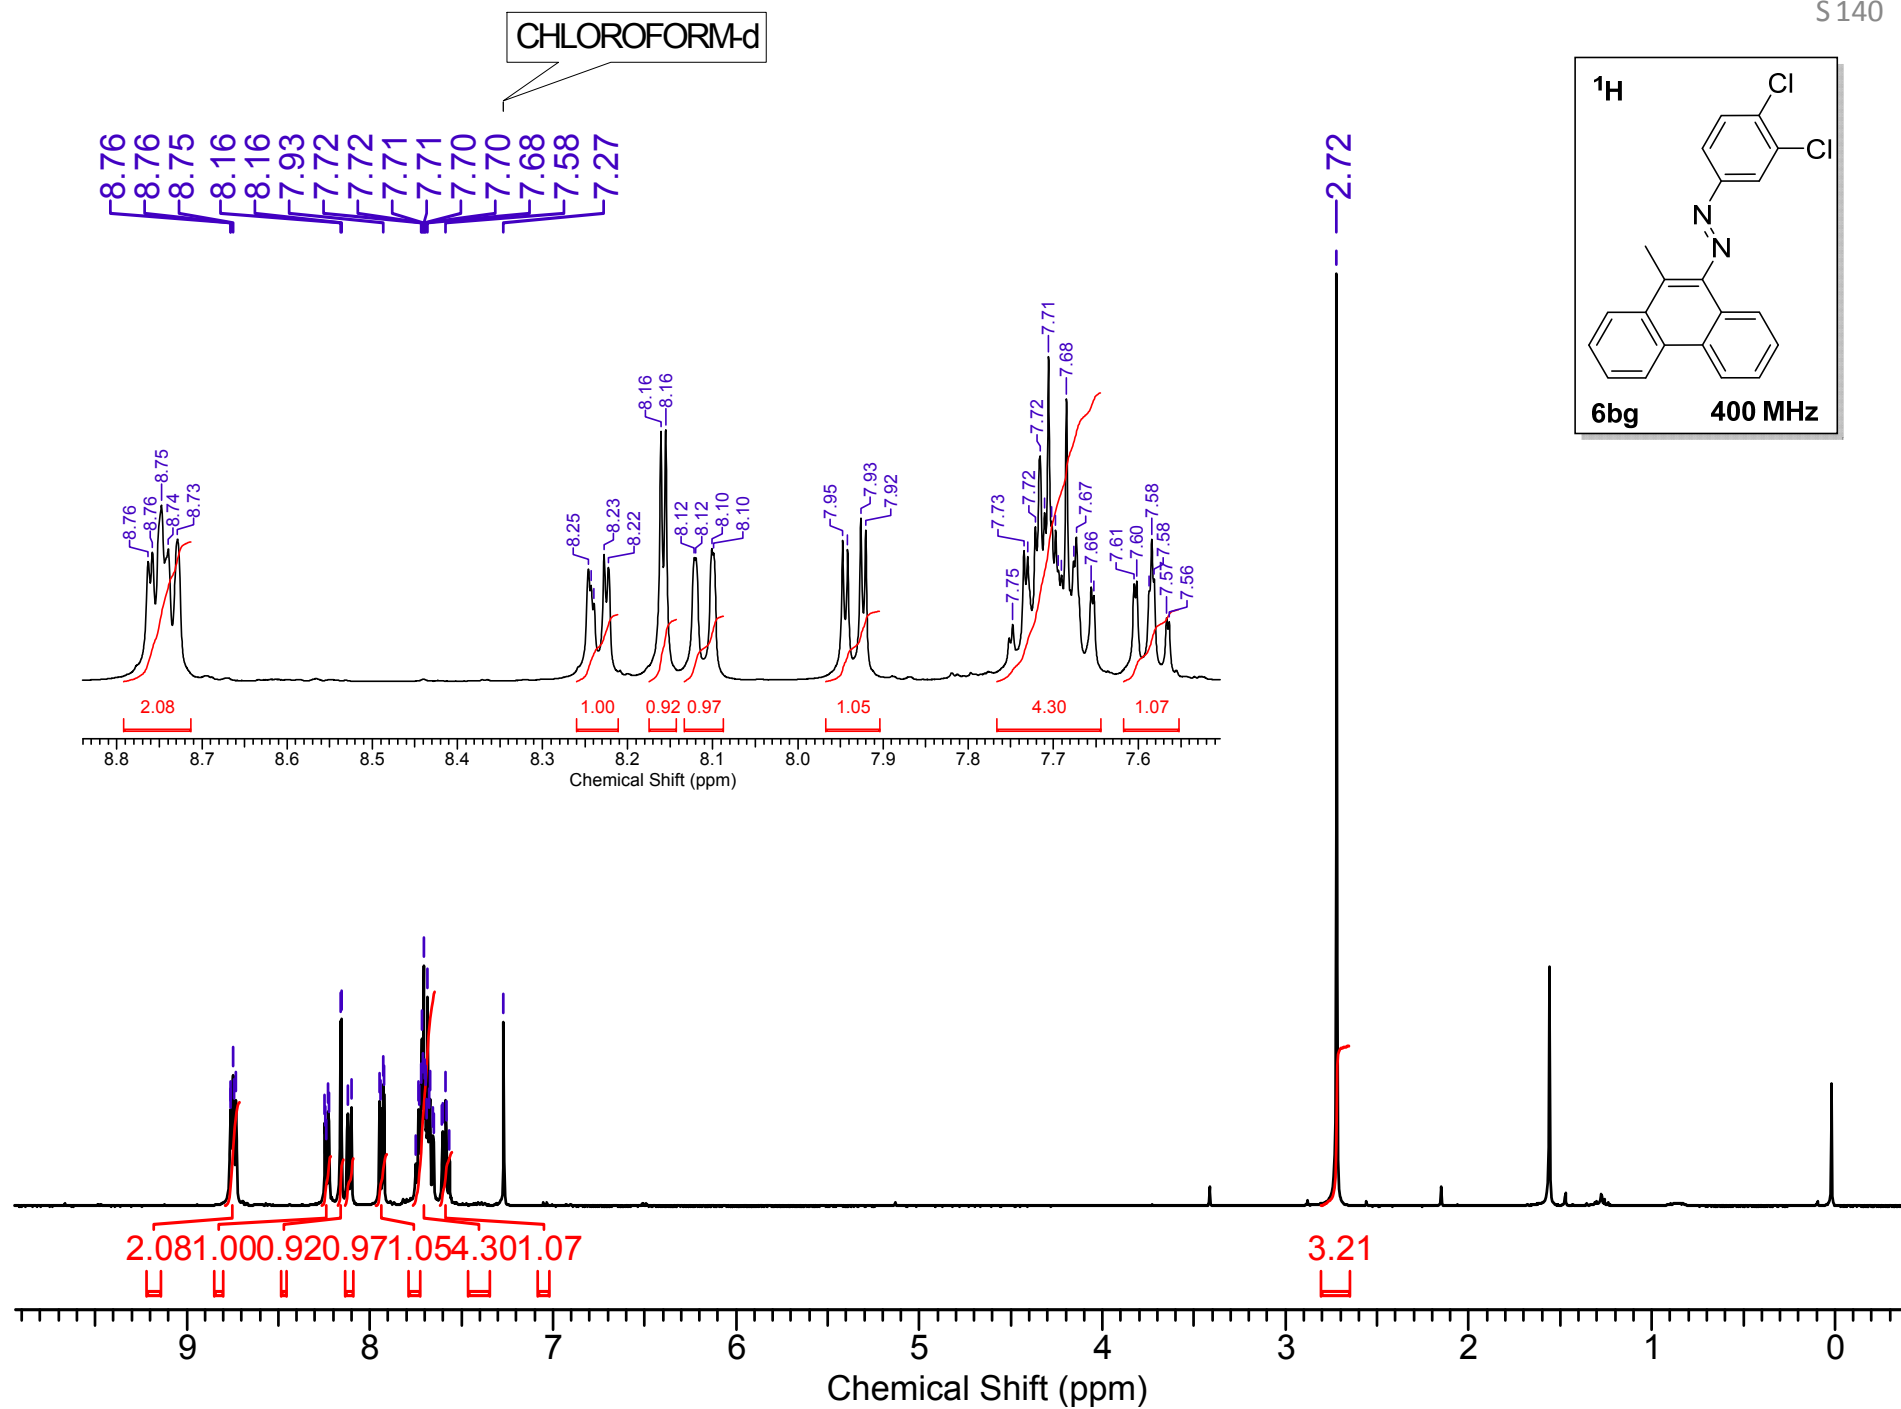 S 140
CHLOROFORM-d
¹H
Cl
Cl
N
N
6bg 400 MHz
8.76 8.76 8.75 8.16 8.16 7.93 7.72 7.72 7.71 7.71 7.70 7.70 7.68 7.58 7.27
2.72
8.76 8.76 8.75 8.74 8.73 8.25 8.23 8.22 8.16 8.16 8.12 8.12 8.10 8.10 7.95 7.93 7.92 7.75 7.73 7.72 7.72 7.71 7.68 7.67 7.66 7.61 7.60 7.58 7.58 7.57 7.56
2.08 1.00 0.92 0.97 1.05 4.30 1.07
8.8 8.7 8.6 8.5 8.4 8.3 8.2 8.1 8.0 7.9 7.8 7.7 7.6
Chemical Shift (ppm)
2.08 1.00 0.92 0.97 1.05 4.30 1.07 3.21
9 8 7 6 5 4 3 2 1 0
Chemical Shift (ppm)